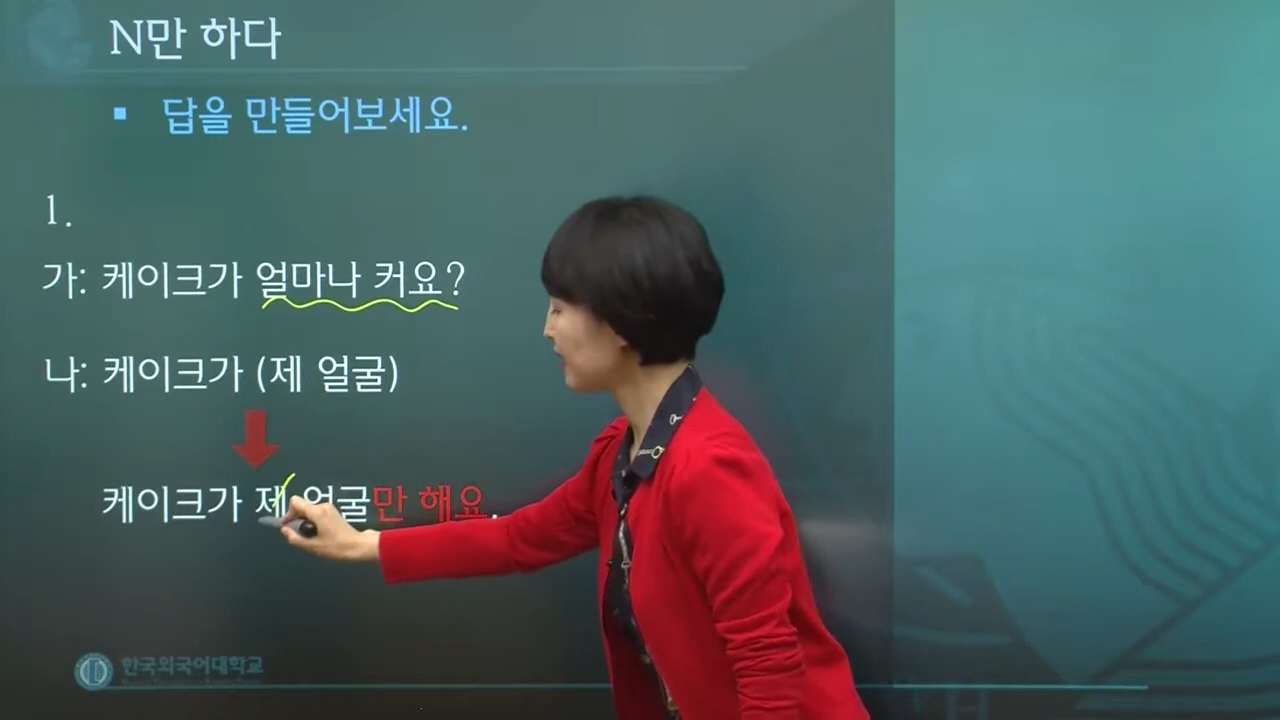 N만 하다
▪ 답을 만들어보세요.
1.
가: 케이크가 얼마나 커요?
나: 케이크가 (제 얼굴)
케이크가 제 얼굴만 해요.
한국외국어대학교